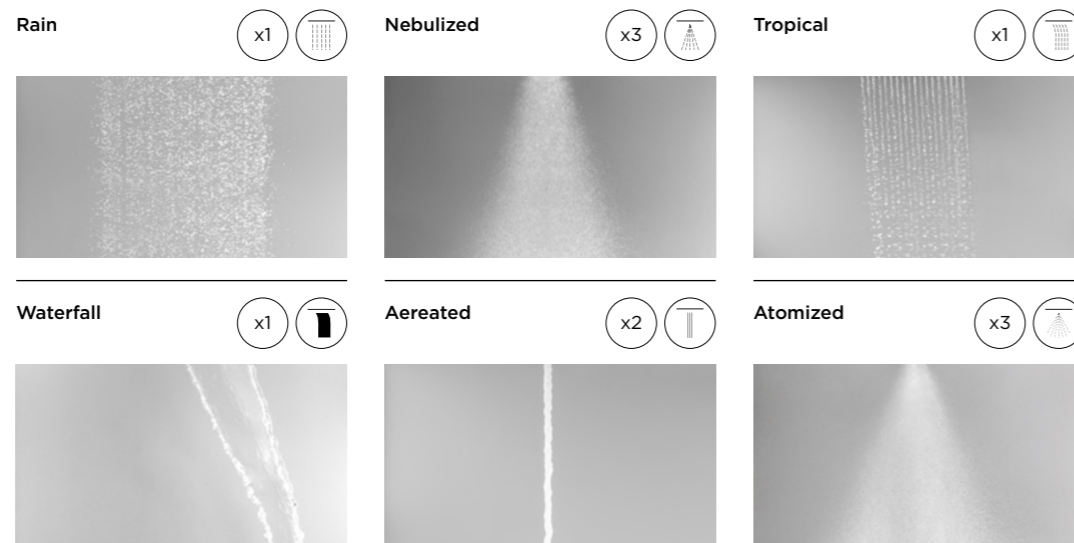 Rain x1
Nebulized x3
Tropical x1
Waterfall x1
Aereated x2
Atomized x3